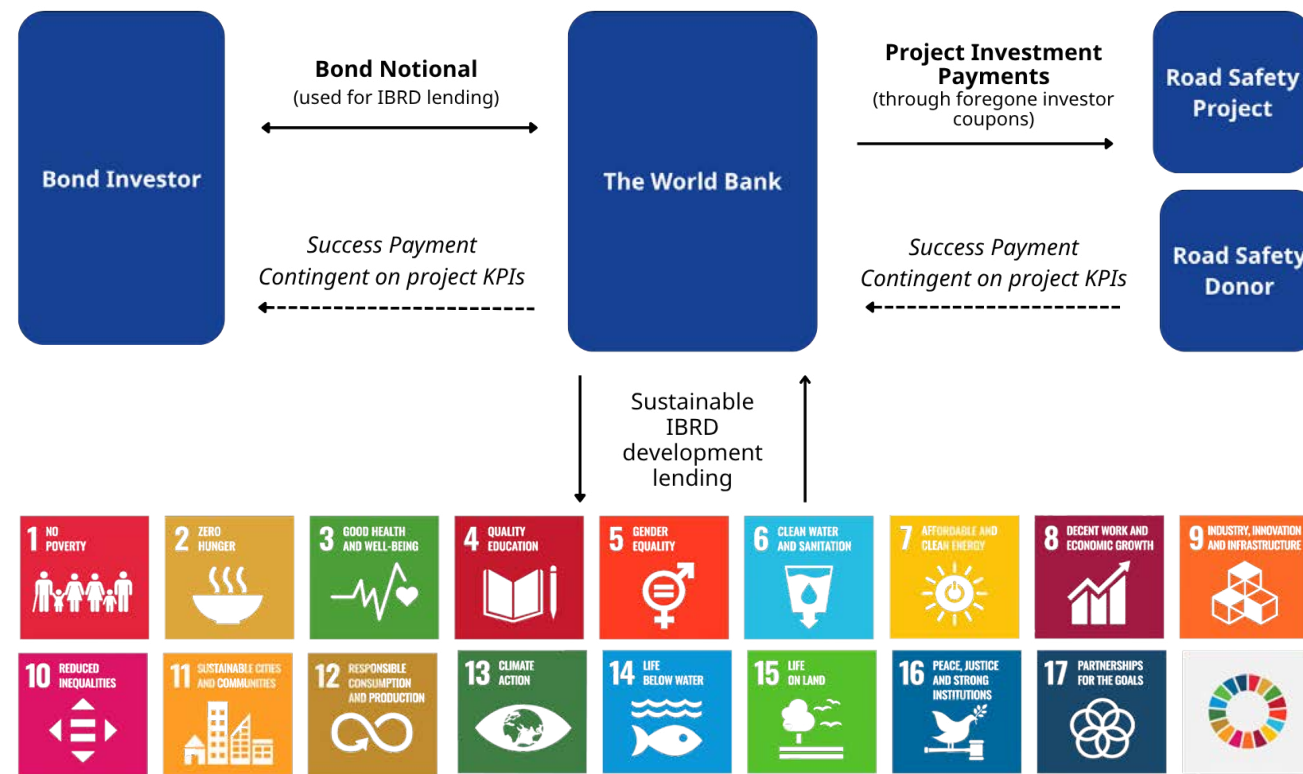 Bond Investor
Bond Notional
(used for IBRD lending)
Success Payment
Contingent on project KPIs
The World Bank
Project Investment
Payments
(through foregone investor
coupons)
Success Payment
Contingent on project KPIs
Road Safety
Project
Road Safety
Donor
Sustainable
IBRD
development
lending
1 NO
POVERTY
2 ZERO
HUNGER
3 GOOD HEALTH
AND WELL-BEING
4 QUALITY
EDUCATION
5 GENDER
EQUALITY
6 CLEAN WATER
AND SANITATION
7 AFFORDABLE AND
CLEAN ENERGY
8 DECENT WORK AND
ECONOMIC GROWTH
9 INDUSTRY, INNOVATION
AND INFRASTRUCTURE
10 REDUCED
INEQUALITIES
11 SUSTAINABLE CITIES
AND COMMUNITIES
12 RESPONSIBLE
CONSUMPTION
AND PRODUCTION
13 CLIMATE
ACTION
14 LIFE
BELOW WATER
15 LIFE
ON LAND
16 PEACE, JUSTICE
AND STRONG
INSTITUTIONS
17 PARTNERSHIPS
FOR THE GOALS